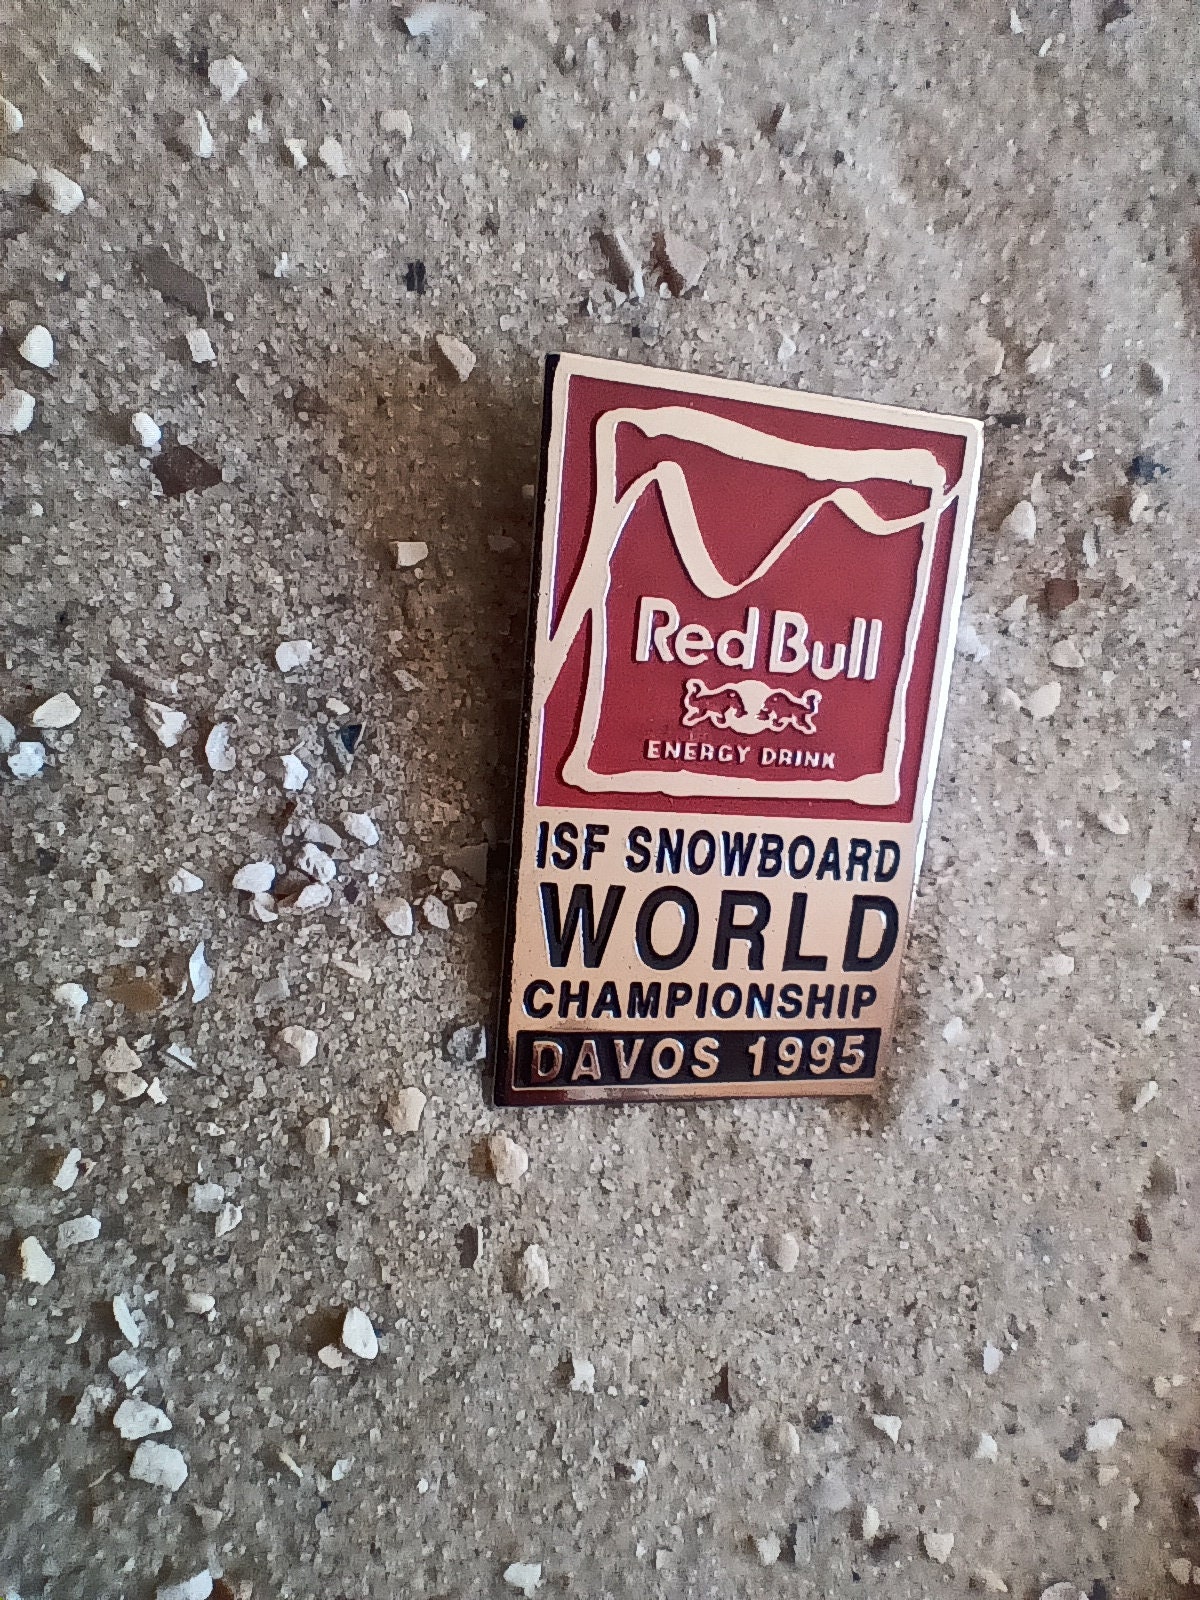 Red Bull
ENERGY DRINK
ISF SNOWBOARD
WORLD
CHAMPIONSHIP
DAVOS 1995